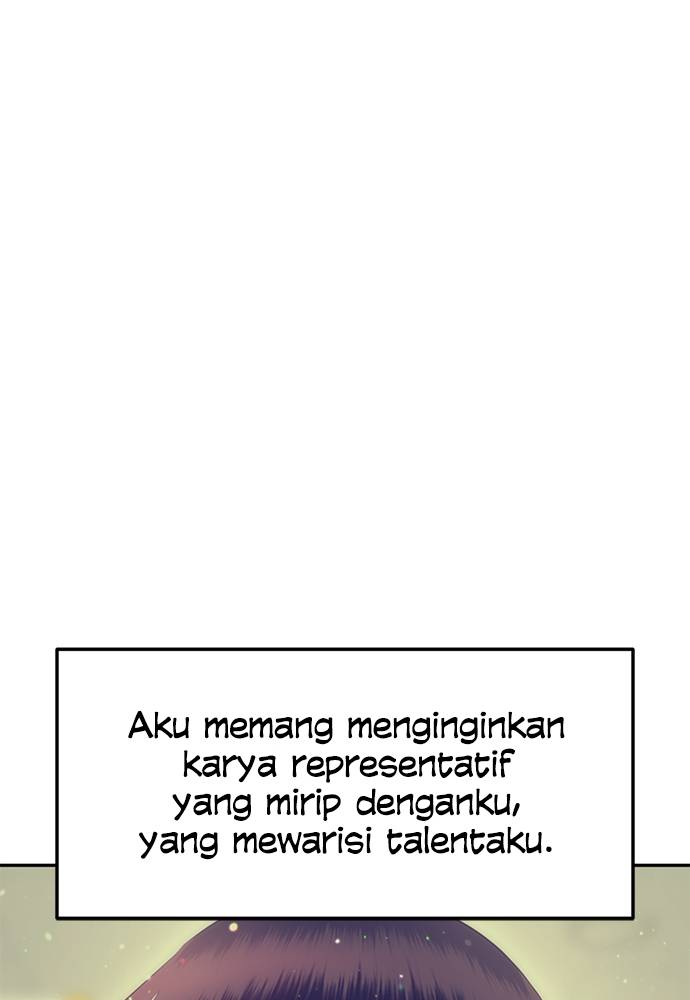 Aku memang menginginkan
karya representatif
yang mirip denganku,
yang mewarisi talentaku.